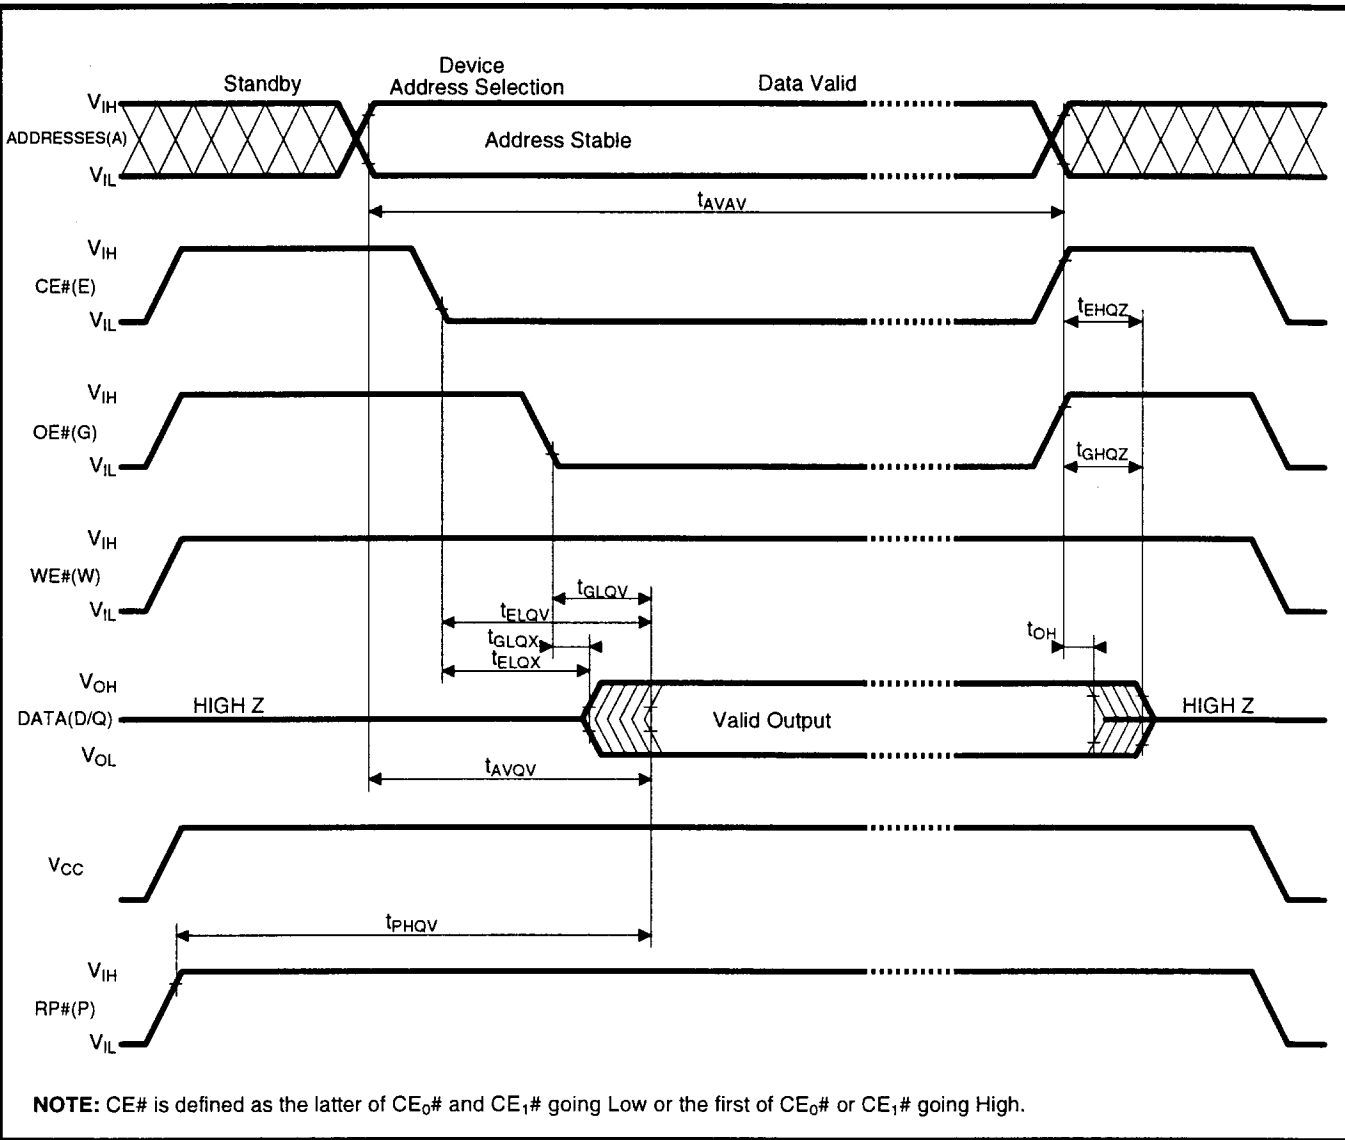 Standby
Device
Address Selection
Data Valid
VIH
ADDRESSES(A)
Address Stable
VIL
tAVAV
VIH
CE#(E)
VIL
tEHQZ
VIH
OE#(G)
VIL
tGHQZ
VIH
WE#(W)
VIL
tGLQV
tELQV
tGLQX
tELQX
tOH
VOH
DATA(D/Q)
HIGH Z
Valid Output
HIGH Z
VOL
tAVQV
VCC
tPHQV
VIH
RP#(P)
VIL
NOTE: CE# is defined as the latter of CE0# and CE1# going Low or the first of CE0# or CE1# going High.